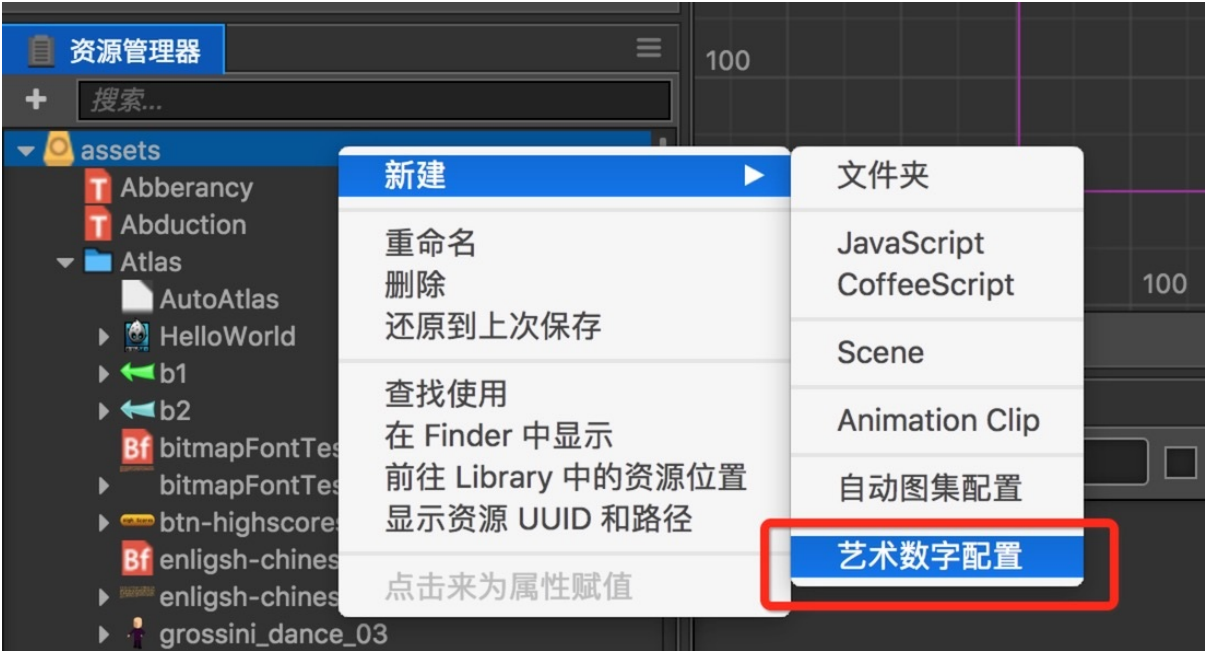 资源管理器
搜索...
100
assets
Abberancy
Abduction
Atlas
AutoAtlas
HelloWorld
b1
b2
bitmapFontTes
bitmapFontTes
btn-highscore
enligsh-chines
enligsh-chines
grossini_dance_03
新建
重命名
删除
还原到上次保存
查找使用
在 Finder 中显示
前往 Library 中的资源位置
显示资源 UUID 和路径
点击来为属性赋值
文件夹
JavaScript
CoffeeScript
Scene
Animation Clip
自动图集配置
艺术数字配置
100